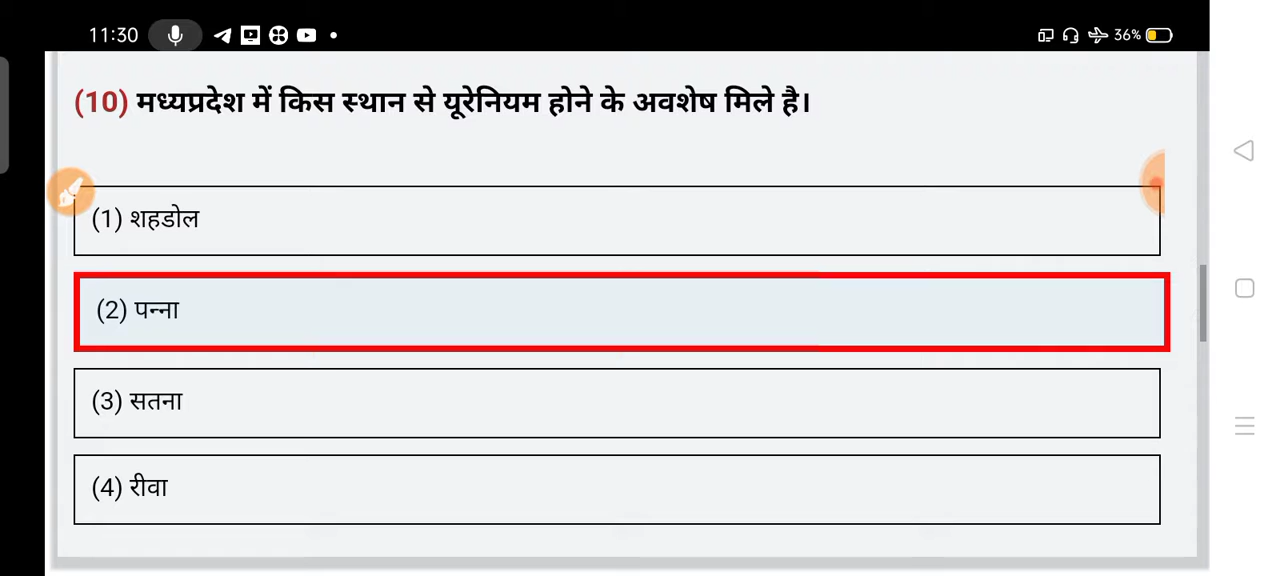 11:30
36%
(10) मध्यप्रदेश में किस स्थान से यूरेनियम होने के अवशेष मिले है।
(1) शहडोल
(2) पन्ना
(3) सतना
(4) रीवा